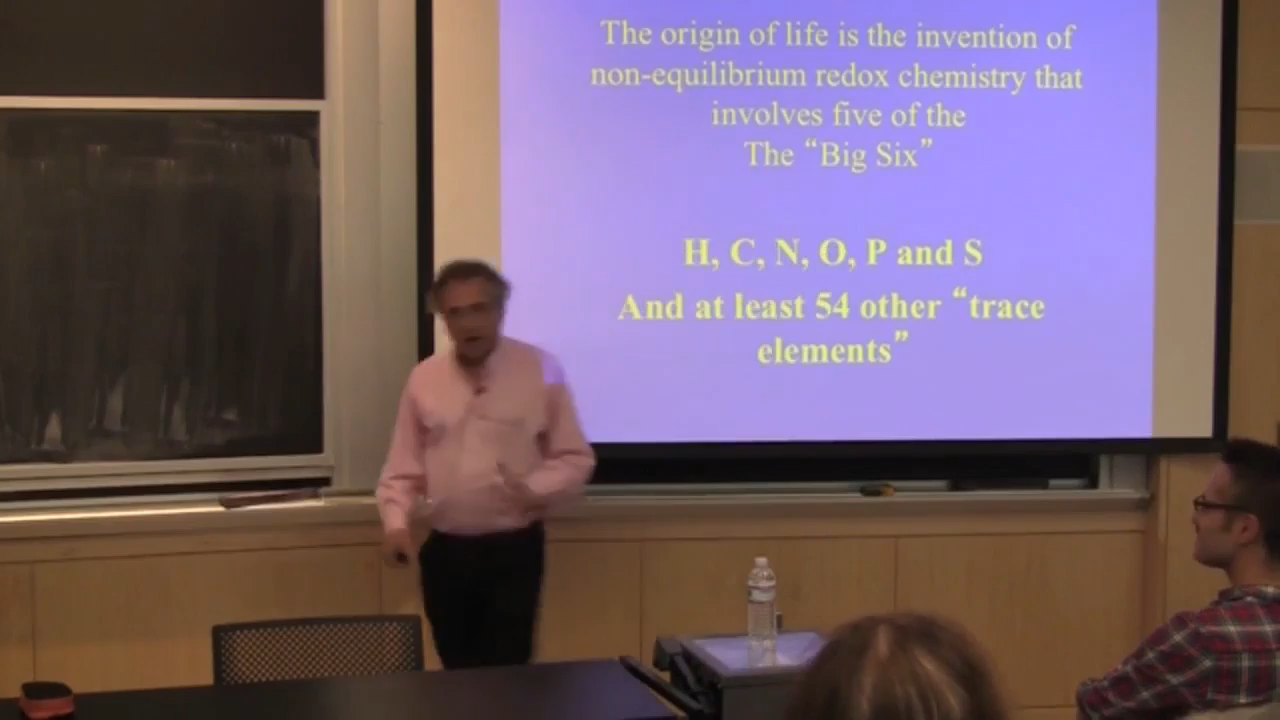 The origin of life is the invention of
non-equilibrium redox chemistry that
involves five of the
The “Big Six”
H, C, N, O, P and S
And at least 54 other “trace
elements”